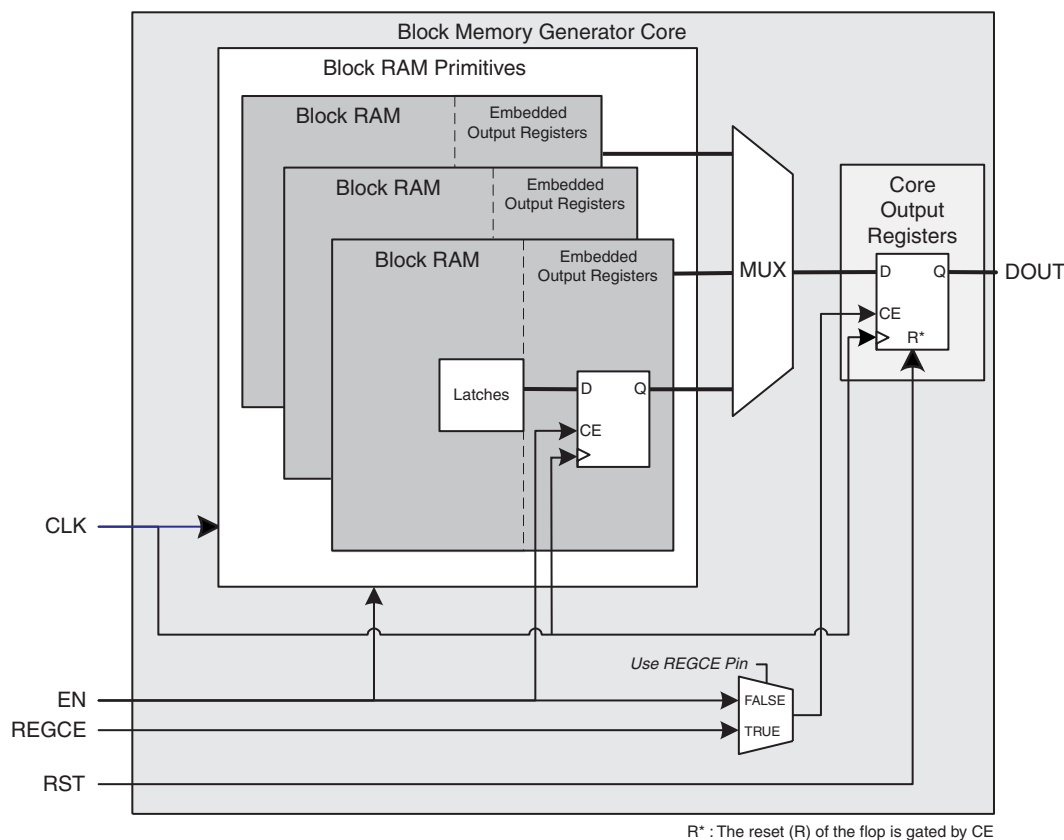 Block Memory Generator Core
Block RAM Primitives
Block RAM
Embedded
Output Registers
Block RAM
Embedded
Output Registers
Block RAM
Embedded
Output Registers
MUX
Core
Output
Registers
D
Q
CE
R*
DOUT
Latches
D
Q
CE
CLK
Use REGCE Pin
EN
FALSE
REGCE
TRUE
RST
R* : The reset (R) of the flop is gated by CE